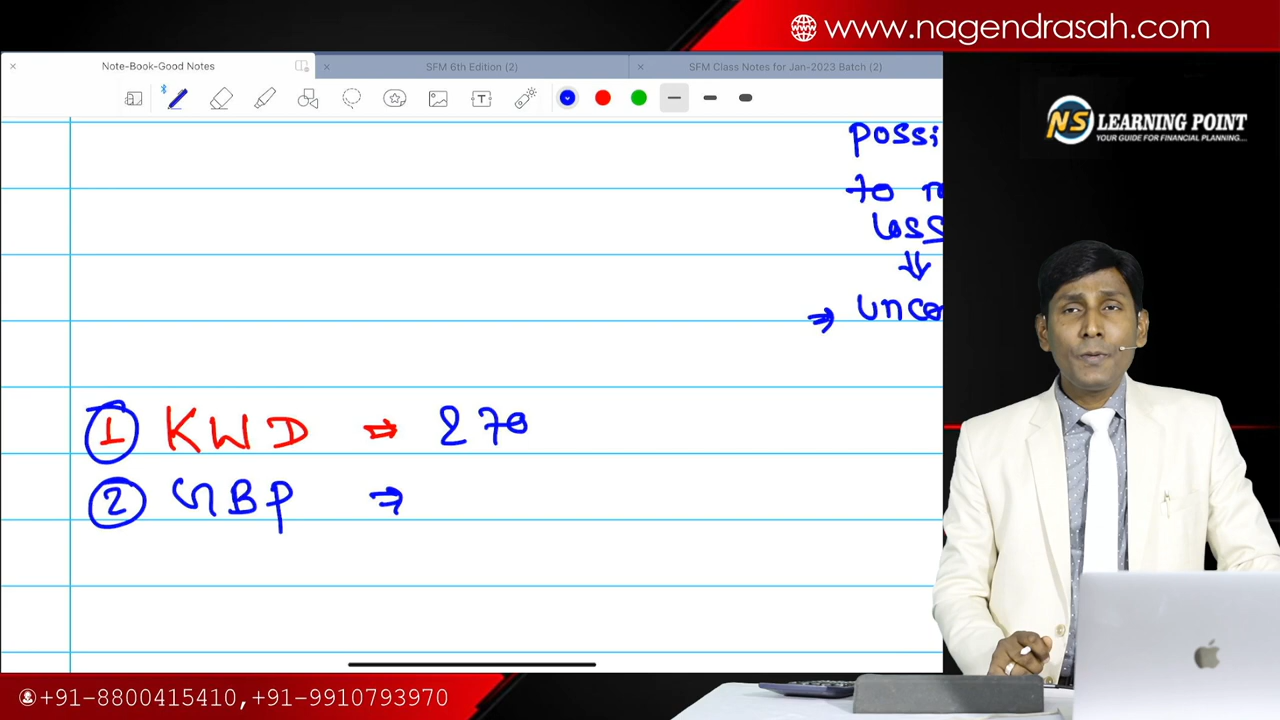 www.nagendrasah.com
Note-Book-Good Notes
SFM 6th Edition (2)
SFM Class Notes for Jan-2023 Batch (2)
NS LEARNING POINT
YOUR GUIDE FOR FINANCIAL PLANNING....
possi
to
loss
⇓
⇒ unco
① KWD ⇒ 270
② GBP ⇒
+91-8800415410,+91-9910793970